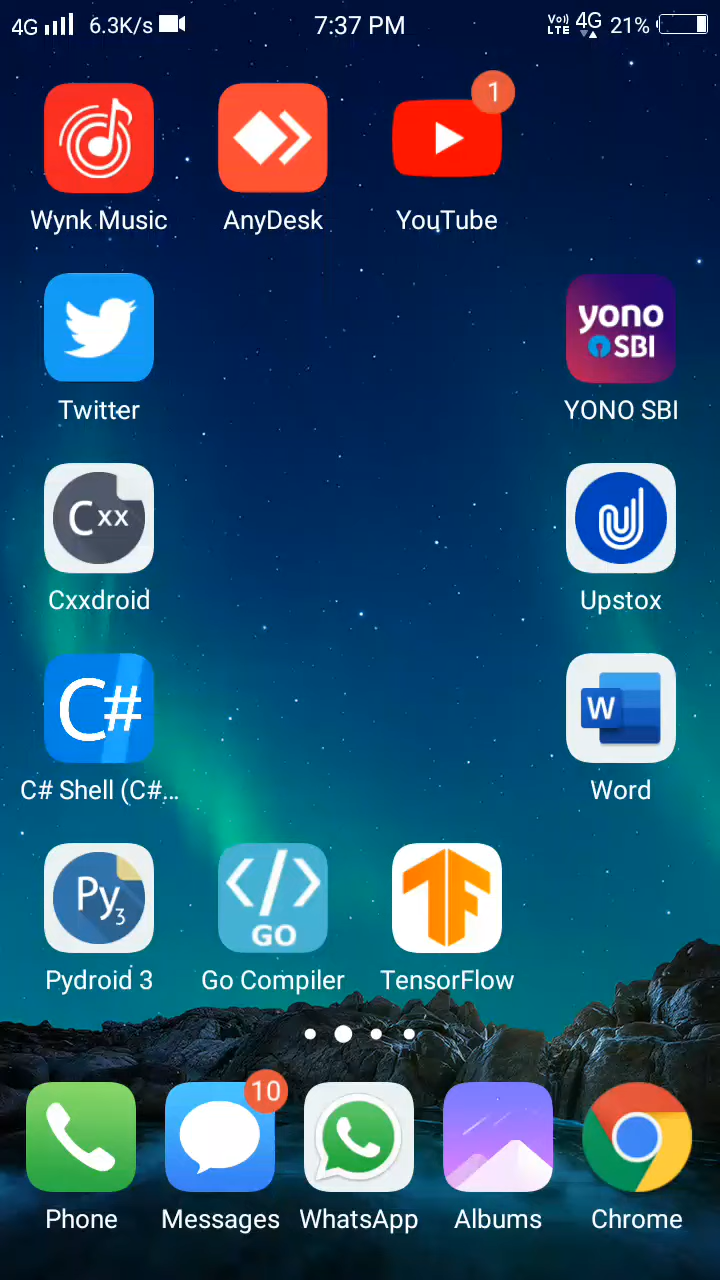 4G 6.3K/s 7:37 PM Vo)) LTE 4G 21%
1
Wynk Music AnyDesk YouTube
yono
SBI
Twitter YONO SBI
Cxx
Cxxdroid Upstox
C# W
C# Shell (C#... Word
Py3 </> GO
Pydroid 3 Go Compiler TensorFlow
10
Phone Messages WhatsApp Albums Chrome